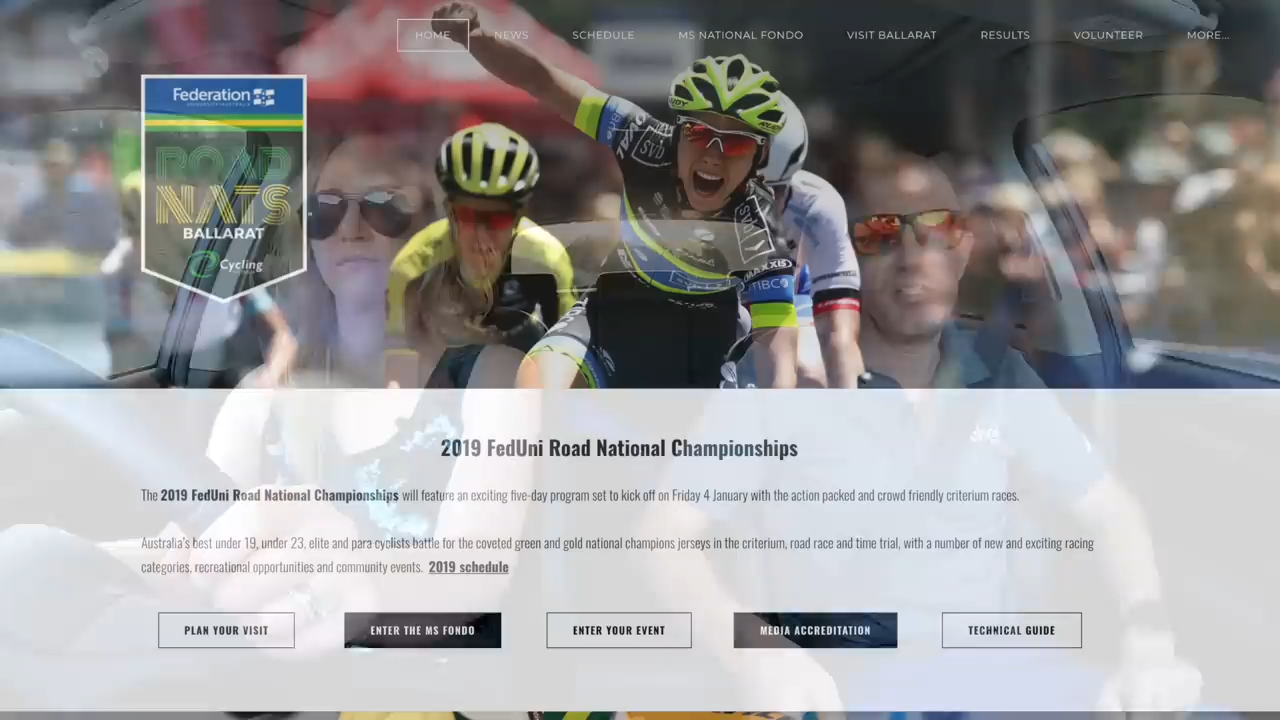 HOME NEWS SCHEDULE MS NATIONAL FONDO VISIT BALLARAT RESULTS VOLUNTEER MORE...
Federation
UNIVERSITY AUSTRALIA
ROAD
NATS
BALLARAT
Cycling
SVD
MAXXIS
TIBCO
2019 FedUni Road National Championships
The 2019 FedUni Road National Championships will feature an exciting five-day program set to kick off on Friday 4 January with the action packed and crowd friendly criterium races.
Australia's best under 19, under 23, elite and para cyclists battle for the coveted green and gold national champions jerseys in the criterium, road race and time trial, with a number of new and exciting racing
categories, recreational opportunities and community events. 2019 schedule
PLAN YOUR VISIT ENTER THE MS FONDO ENTER YOUR EVENT MEDIA ACCREDITATION TECHNICAL GUIDE